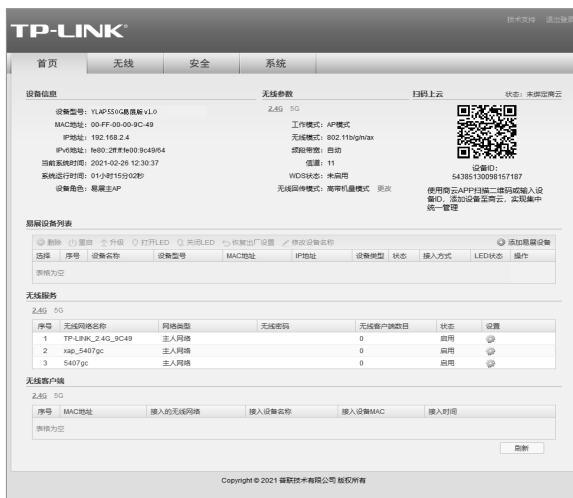 技术支持 退出登录
TP-LINK®
首页 无线 安全 系统
设备信息
设备型号: YLAP550G易展版 v1.0
MAC地址: 00-FF-00-00-9C-49
IP地址: 192.168.2.4
IPv6地址: fe80::2ff:ff:fe00:9c49/64
当前系统时间: 2021-02-26 12:30:37
系统运行时间: 01小时15分02秒
设备角色: 易展主AP
无线参数
2.4G 5G
工作模式: AP模式
无线模式: 802.11b/g/n/ax
频段带宽: 自动
信道: 11
WDS状态: 未启用
无线回传模式: 高带机量模式 更改
扫码上云 状态: 未绑定商云
设备ID:
54385130098157187
使用商云APP扫描二维码或输入设
备ID，添加设备至商云，实现集中
统一管理
易展设备列表
删除 重启 升级 打开LED 关闭LED 恢复出厂设置 修改设备名称 添加易展设备
选择 序号 设备名称 设备型号 MAC地址 IP地址 设备类型 状态 接入方式 LED状态 操作
表格为空
无线服务
2.4G 5G
序号 无线网络名称 网络类型 无线密码 无线客户端数目 状态 设置
1 TP-LINK_2.4G_9C49 主人网络 0 启用
2 xap_5407gc 主人网络 0 启用
3 5407gc 主人网络 0 启用
无线客户端
2.4G 5G
序号 MAC地址 接入的无线网络 接入设备名称 接入设备MAC 接入时间
表格为空
刷新
Copyright © 2021 普联技术有限公司 版权所有